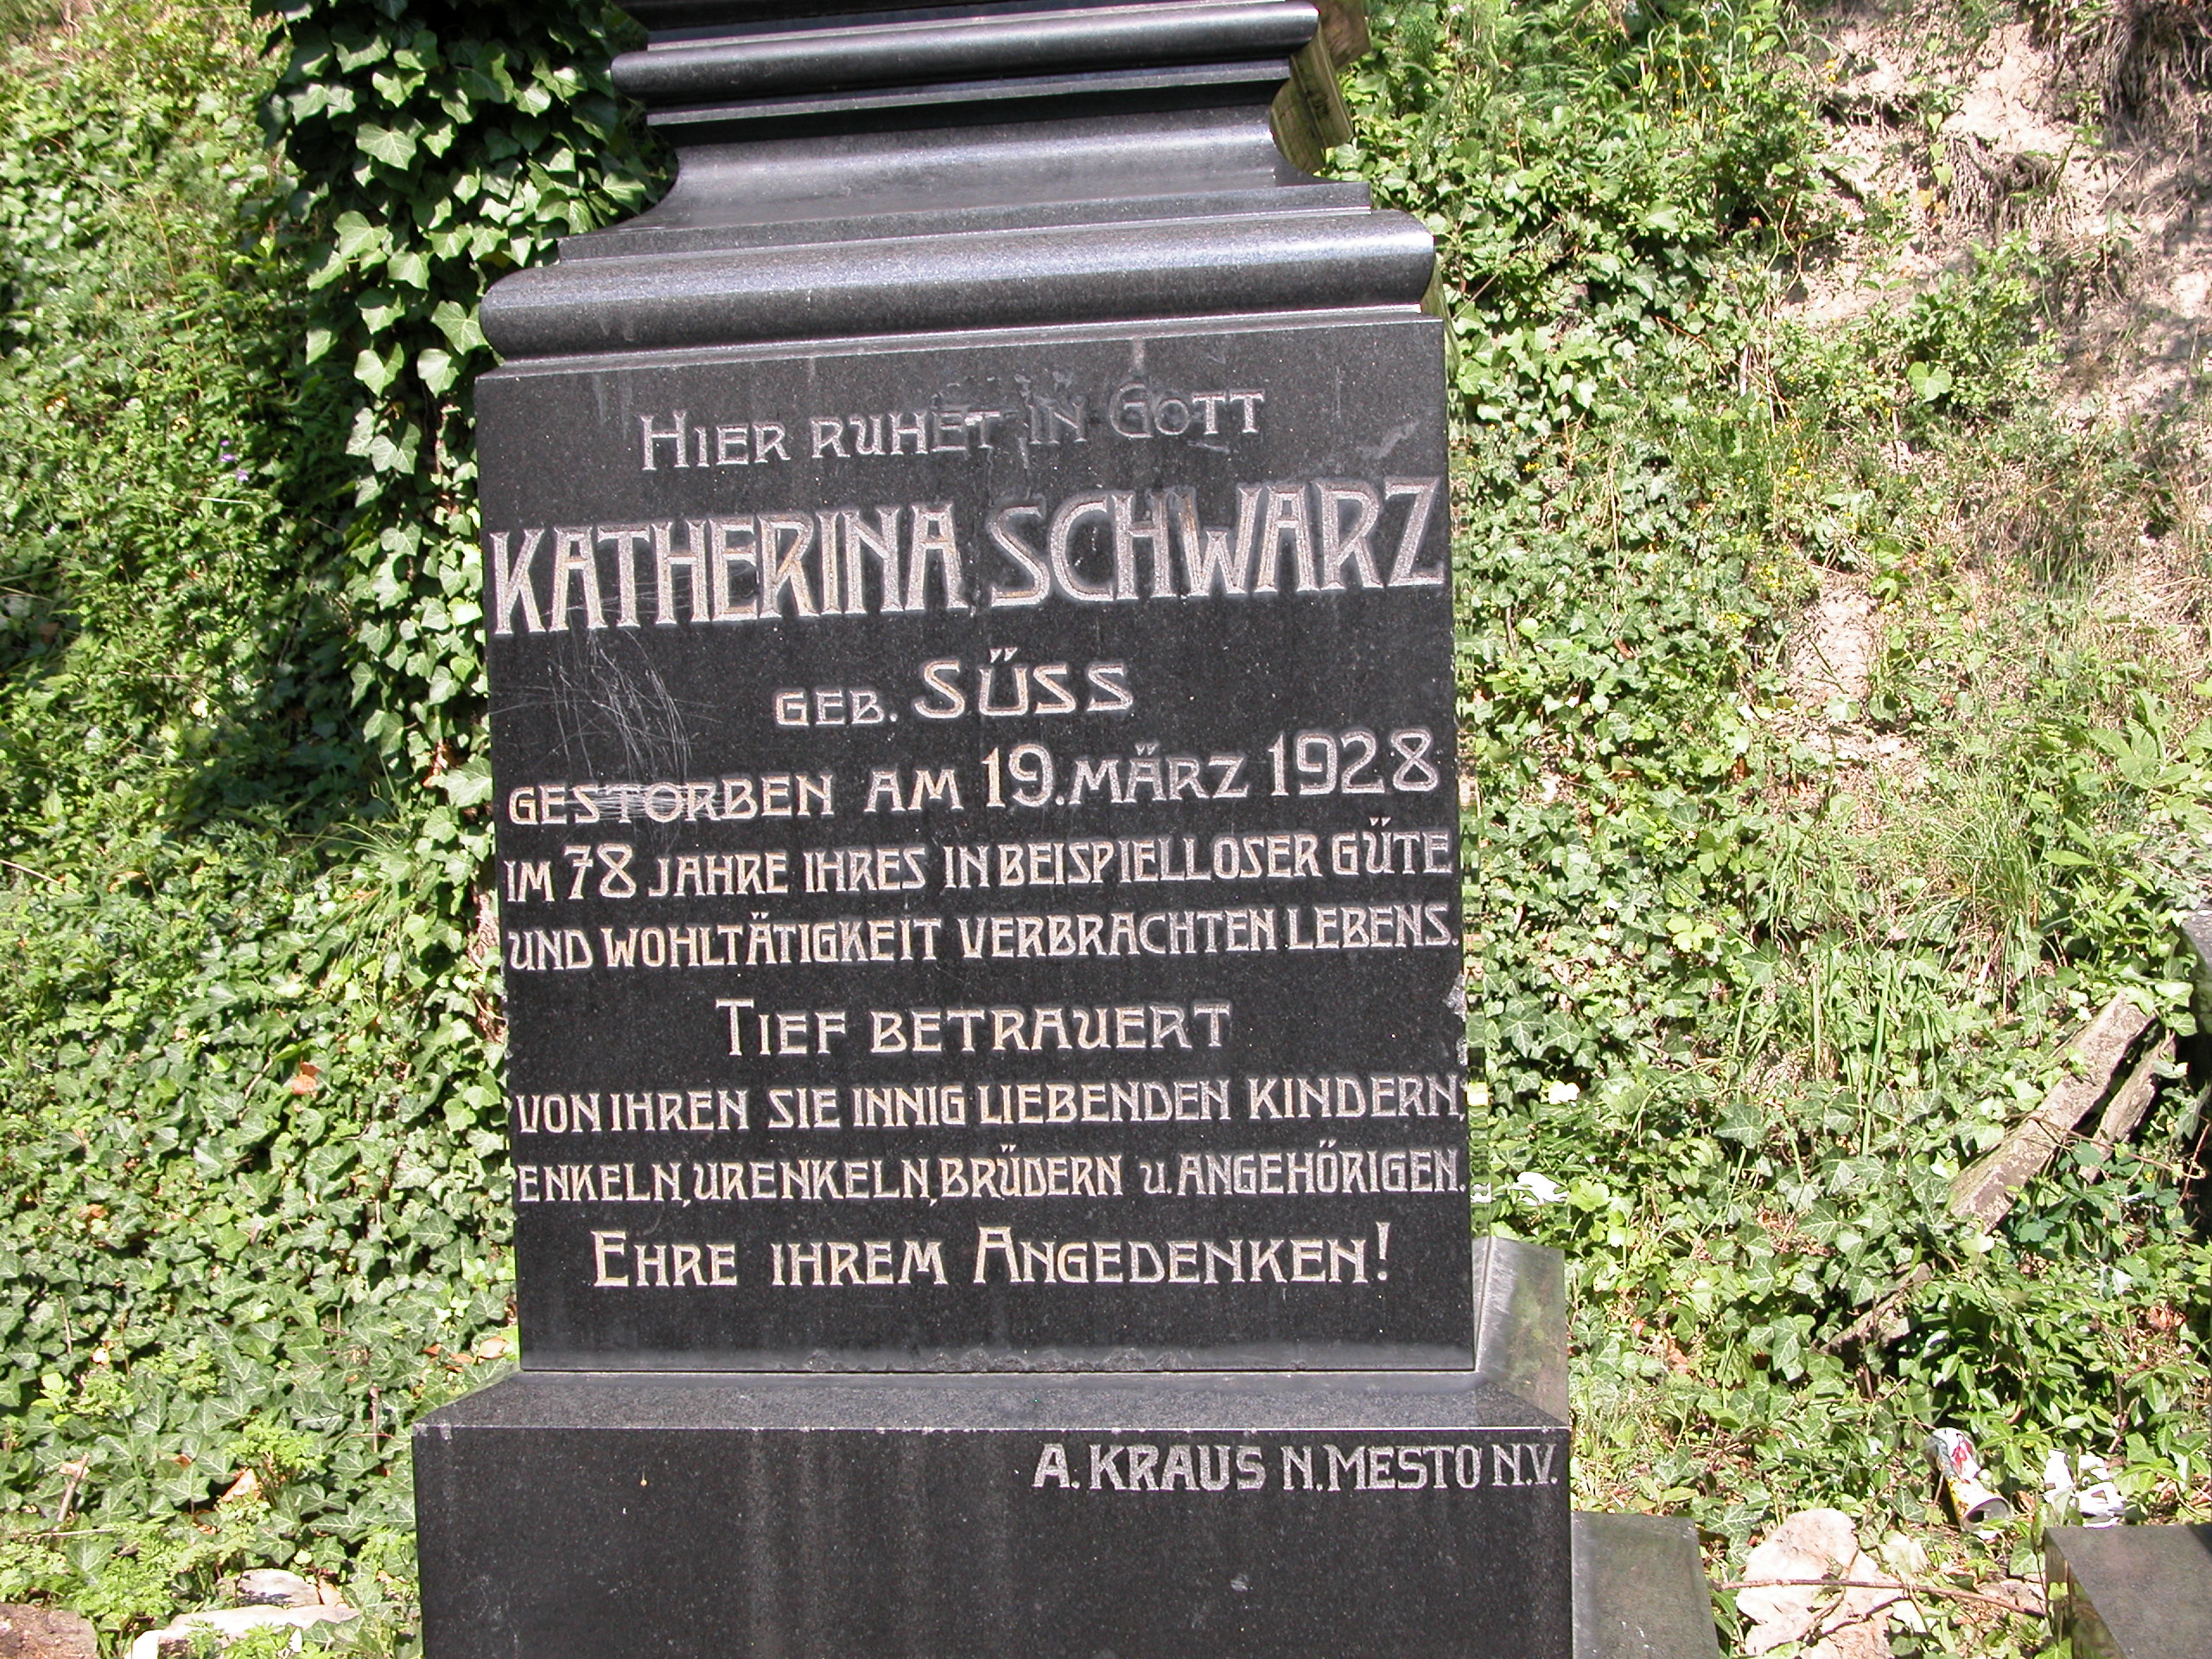 HIER RUHET IN GOTT
KATHERINA SCHWARZ
GEB. SÜSS
GESTORBEN AM 19. MÄRZ 1928
IM 78 JAHRE IHRES IN BEISPIELLOSER GÜTE
UND WOHLTÄTIGKEIT VERBRACHTEN LEBENS.
TIEF BETRAUERT
VON IHREN SIE INNIG LIEBENDEN KINDERN,
ENKELN, URENKELN, BRÜDERN U. ANGEHÖRIGEN.
EHRE IHREM ANGEDENKEN!
A. KRAUS N. MESTO N.V.